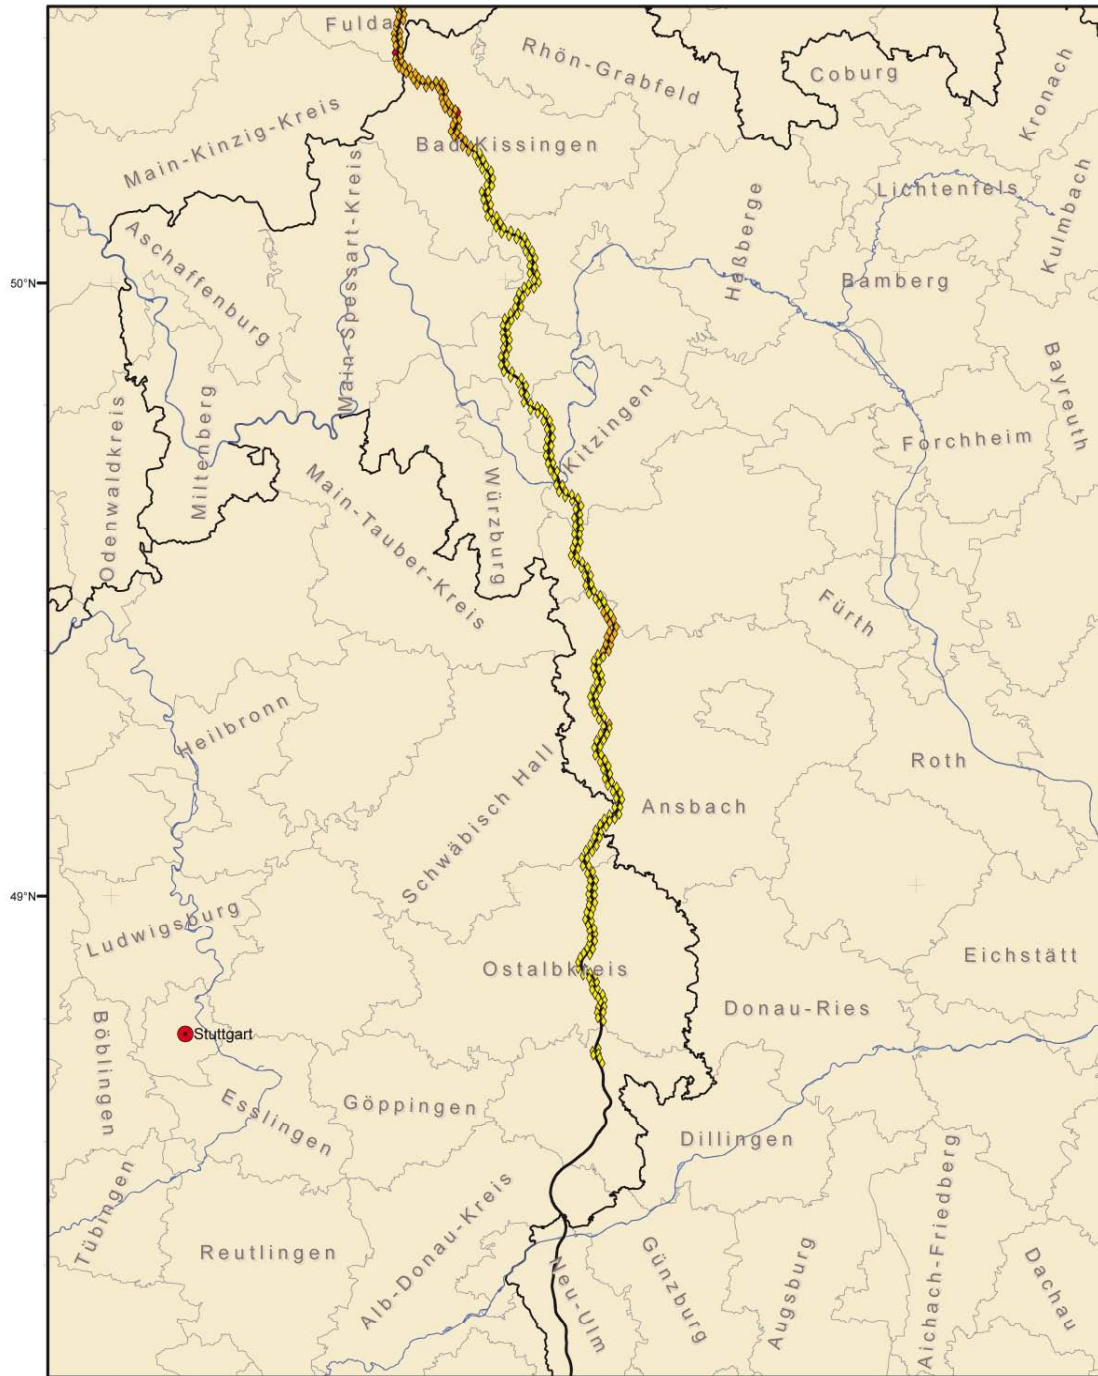 Fulda
Rhön-Grabfeld
Coburg
Kronach
Main-Kinzig-Kreis
Bad Kissingen
Main-Spessart-Kreis
Lichtenfels
Kulmbach
Haßberge
Aschaffenburg
50°N
Bamberg
Bayreuth
Odenwaldkreis
Miltenberg
Kitzingen
Forchheim
Main-Tauber-Kreis
Würzburg
Fürth
Heilbronn
Roth
Schwäbisch Hall
Ansbach
49°N
Ludwigsburg
Ostalbkreis
Eichstätt
Donau-Ries
Böblingen
Stuttgart
Esslingen
Göppingen
Dillingen
Tübingen
Reutlingen
Alb-Donau-Kreis
Neu-Ulm
Günzburg
Augsburg
Aichach-Friedberg
Dachau